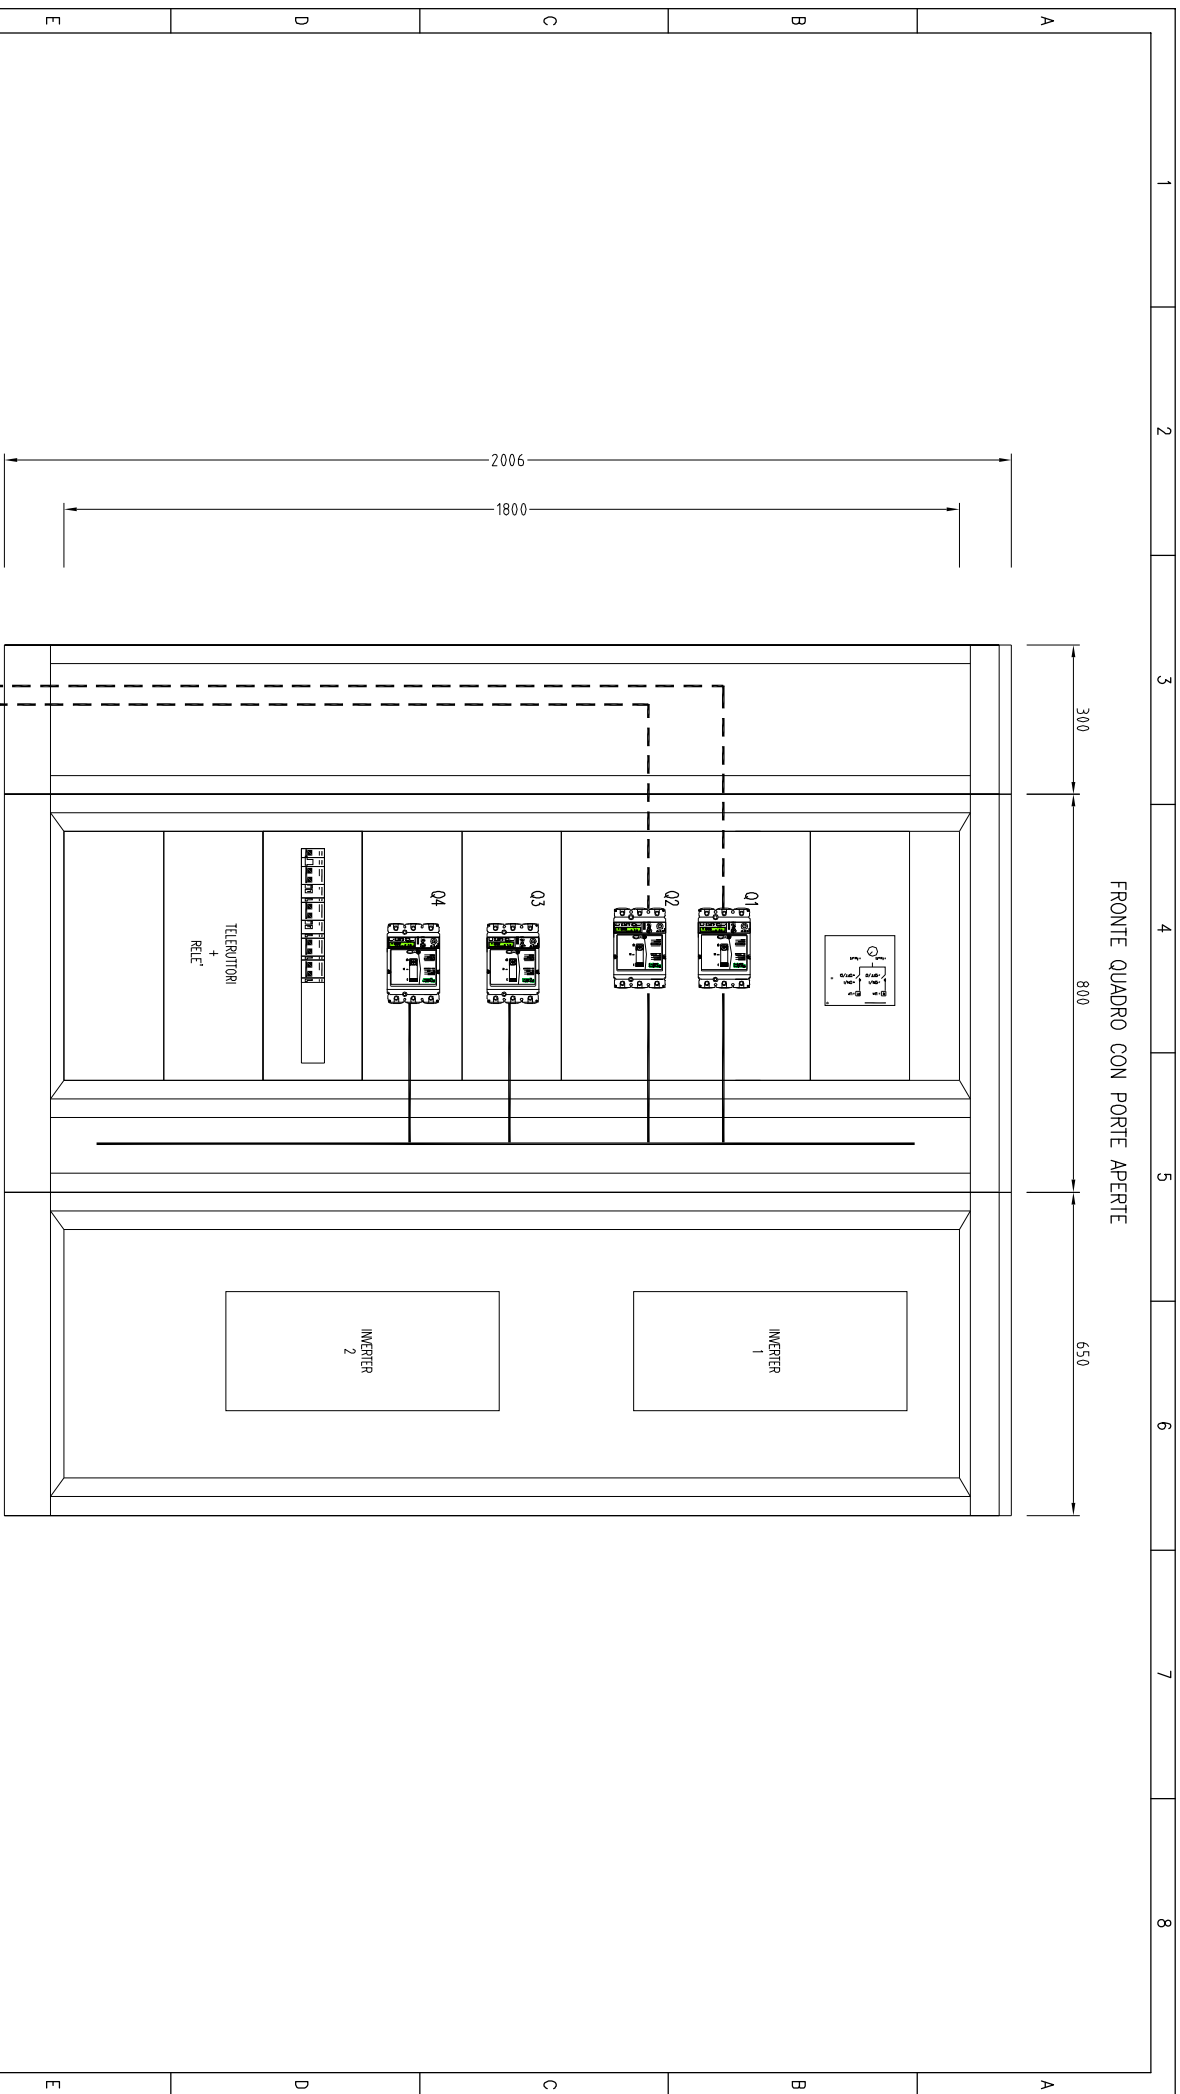 1
2
3
4
5
6
7
8
A
B
C
D
E
A
B
C
D
E
FRONTE QUADRO CON PORTE APERTE
300
800
650
2006
1800
Q1
Q2
Q3
Q4
TELERUTTORI
+
RELE'
INVERTER
1
INVERTER
2